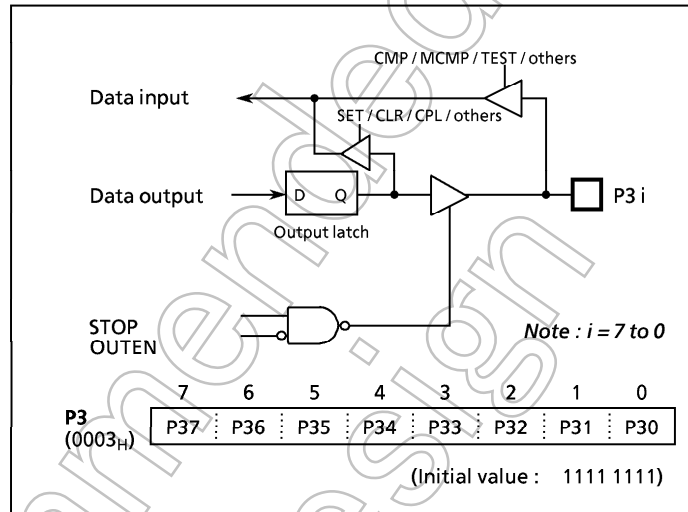 CMP / MCMP / TEST / others
Data input
SET / CLR / CPL / others
Data output
D Q
P3 i
Output latch
STOP
OUTEN
Note : i = 7 to 0
7 6 5 4 3 2 1 0
P3
(0003H)
P37 P36 P35 P34 P33 P32 P31 P30
(Initial value : 1111 1111)